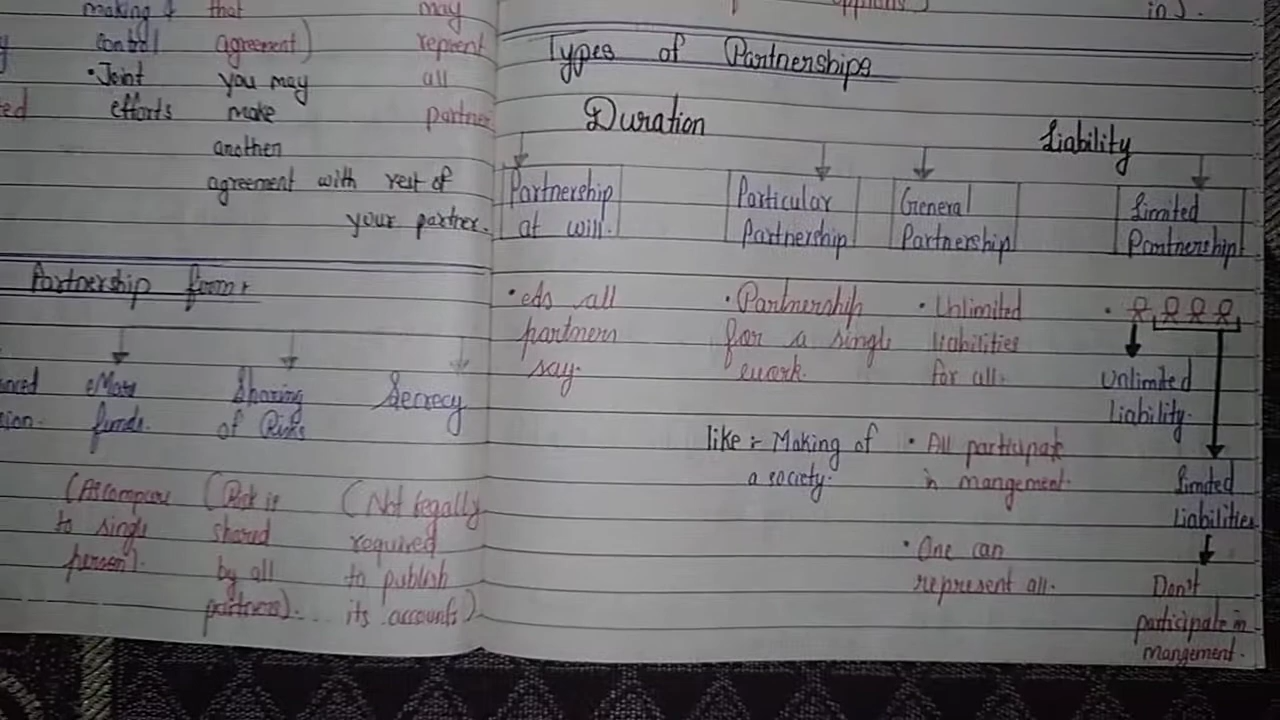 making &
that
may
control
agreement)
reprent
• Joint
you may
all
efforts
make
partner
another
agreement with rest of
your partner.
Partnership form:
funds.
Sharing
of Risks
Secrecy
(As compare
to single
person).
(Risk is
shared
by all
partners).
(Not legally
required
to publish
its accounts).
in).
Types of Partnerships
Duration
Partnership
at will.
• all
partners
say.
Particular
Partnership
• Partnership
for a single
like :- Making of
a society.
Liability
General
Partnership
• Unlimited
liabilities
for all.
• All participate
in mangement.
• One can
represent all.
Limited
Partnership
Unlimited
liability.
limited
liabilities
Don't
participate in
mangement.